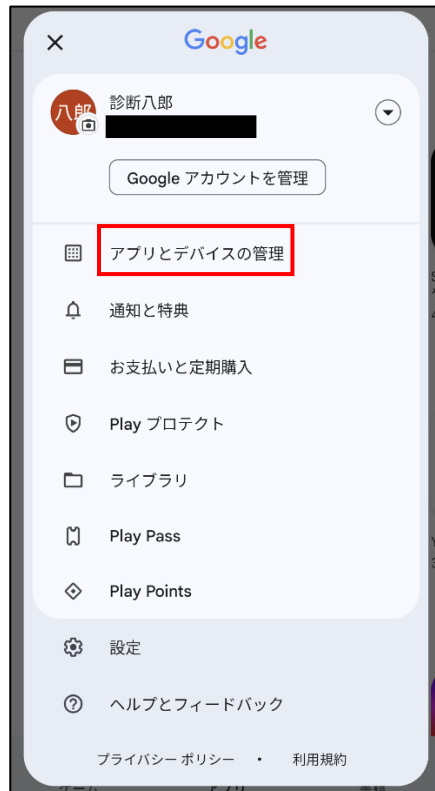 Google
診断八郎
八郎
Google アカウントを管理
アプリとデバイスの管理
通知と特典
お支払いと定期購入
Play プロテクト
ライブラリ
Play Pass
Play Points
設定
ヘルプとフィードバック
プライバシー ポリシー • 利用規約